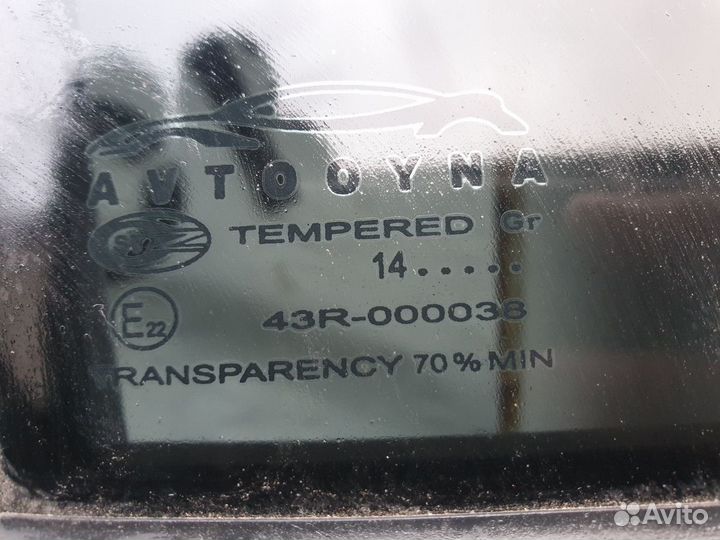 AVTOOYNA
TEMPERED Gr
14.....
E22 43R-000038
TRANSPARENCY 70% MIN
Avito